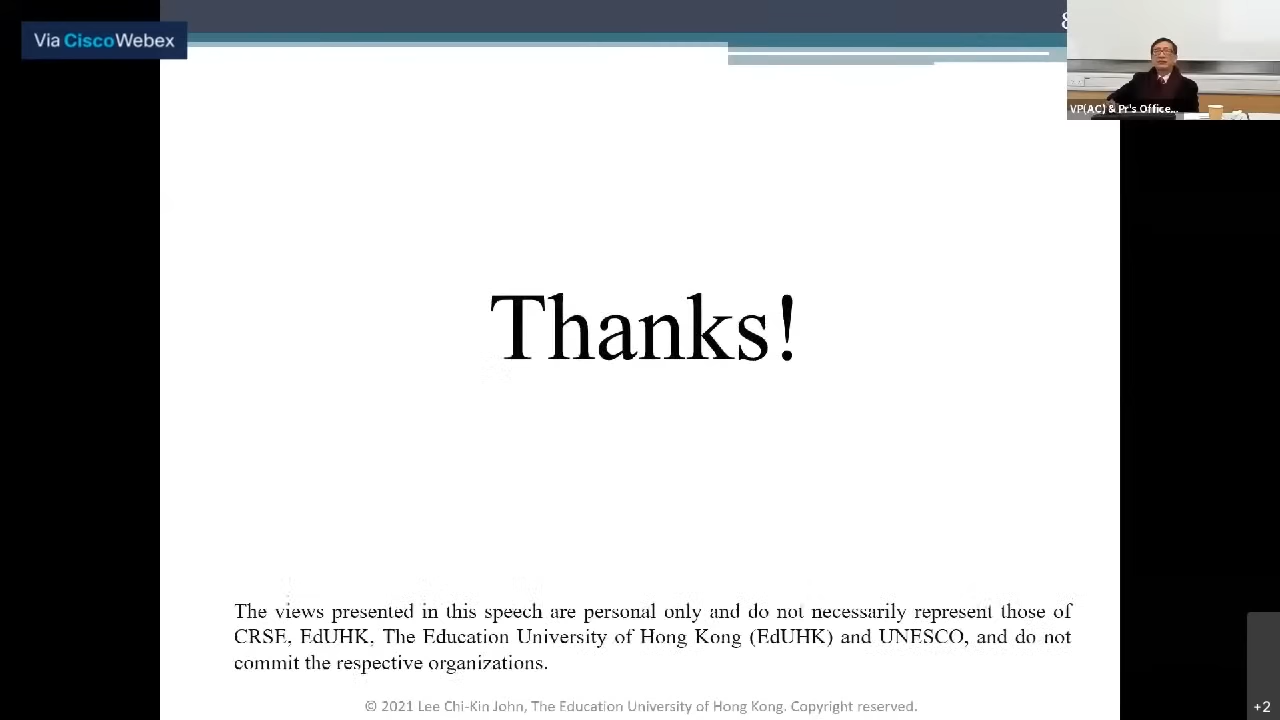 Via CiscoWebex
8
VP(AC) & Pr's Office...
Thanks!
The views presented in this speech are personal only and do not necessarily represent those of
CRSE, EdUHK, The Education University of Hong Kong (EdUHK) and UNESCO, and do not
commit the respective organizations.
© 2021 Lee Chi-Kin John, The Education University of Hong Kong. Copyright reserved.
+2